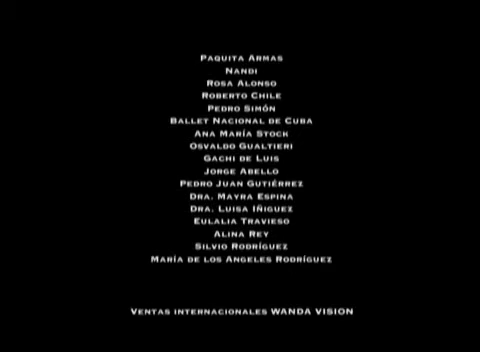 Paquita Armas
Nandi
Rosa Alonso
Roberto Chile
Pedro Simón
Ballet Nacional de Cuba
Ana María Stock
Osvaldo Gualtieri
Gachi de Luis
Jorge Abello
Pedro Juan Gutiérrez
Dra. Mayra Espina
Dra. Luisa Iñiguez
Eulalia Travieso
Alina Rey
Silvio Rodríguez
María de los Angeles Rodríguez
Ventas internacionales WANDA VISION